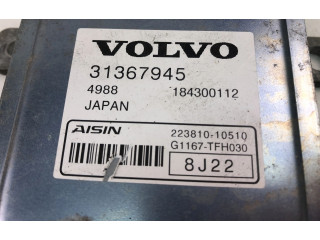 VOLVO
31367945
4988 184300112
JAPAN
AISIN 223810-10510
G1167-TFH030
8J22